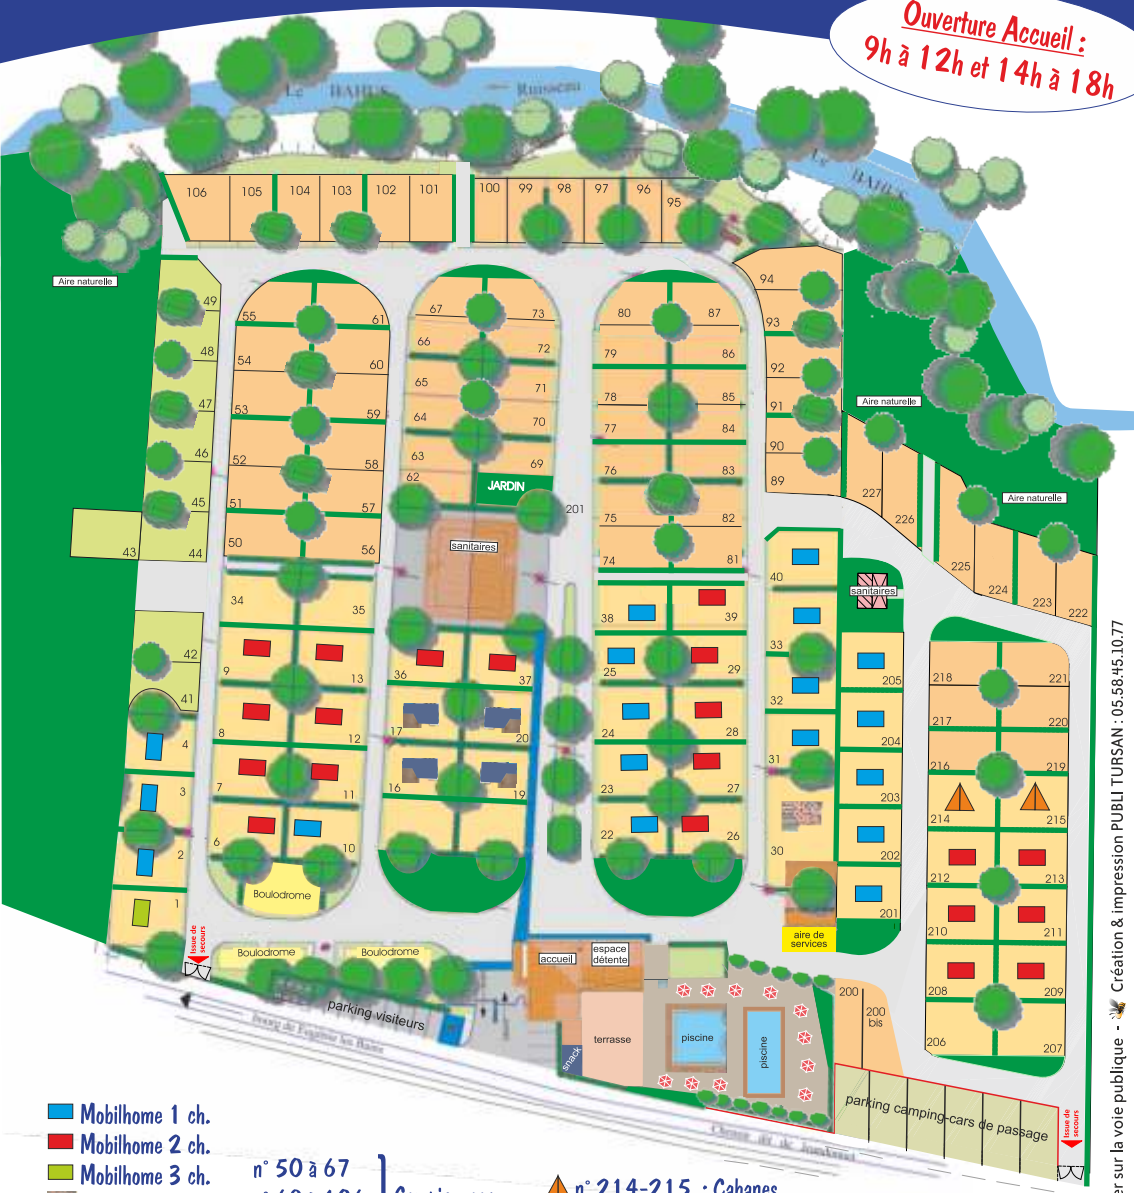 Ouverture Accueil :
9h à 12h et 14h à 18h
Le BAHUS Ruisseau
Le BAHUS
106 105 104 103 102 101 100 99 98 97 96 95
Aire naturelle
49
48
47
46
45
43 44
42
41
4
3
2
1
55 61
54 60
53 59
52 58
51 57
50 56
34 35
9 13
8 12
7 11
6 10
Boulodrome
67 73
66 72
65 71
64 70
63 69
62
JARDIN
201
sanitaires
36 37
17 20
16 19
80 87
79 86
78 85
77 84
76 83
75 82
74 81
38 39
25 29
24 28
23 27
22 26
94
93
92
91
90
89
Aire naturelle
227
226
Aire naturelle
225
224
223
222
40
sanitaires
33
32
31
30
205
204
203
202
201
aire de
services
218 221
217 220
216 219
214 215
212 213
210 211
208 209
206 207
Issue de
secours
Boulodrome
Boulodrome
parking visiteurs
Bourg de Eugénie les Bains
accueil
espace
détente
snack
terrasse
piscine
piscine
200
200
bis
parking camping-cars de passage
Issue de
secours
Mobilhome 1 ch.
Mobilhome 2 ch.
Mobilhome 3 ch.
n° 50 à 67
n° 214-215 : Cabanes
er sur la voie publique - Création & impression PUBLI TURSAN : 05.58.45.10.77